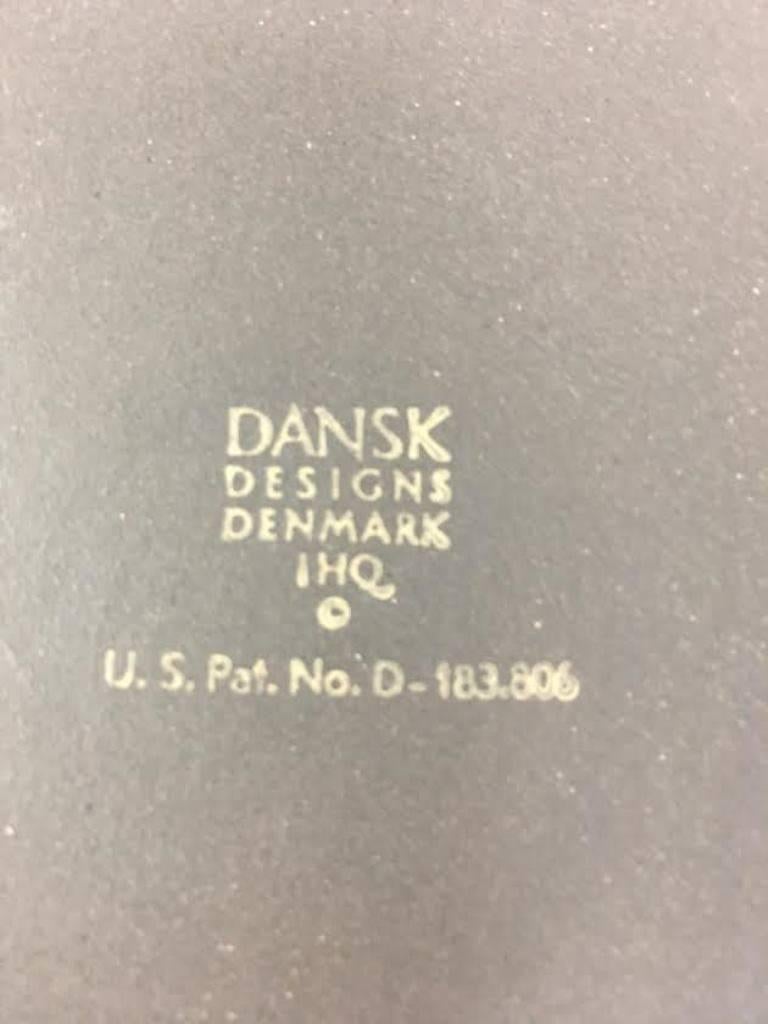 DANSK
DESIGNS
DENMARK
IHQ
©
U. S. Pat. No. D-183.806